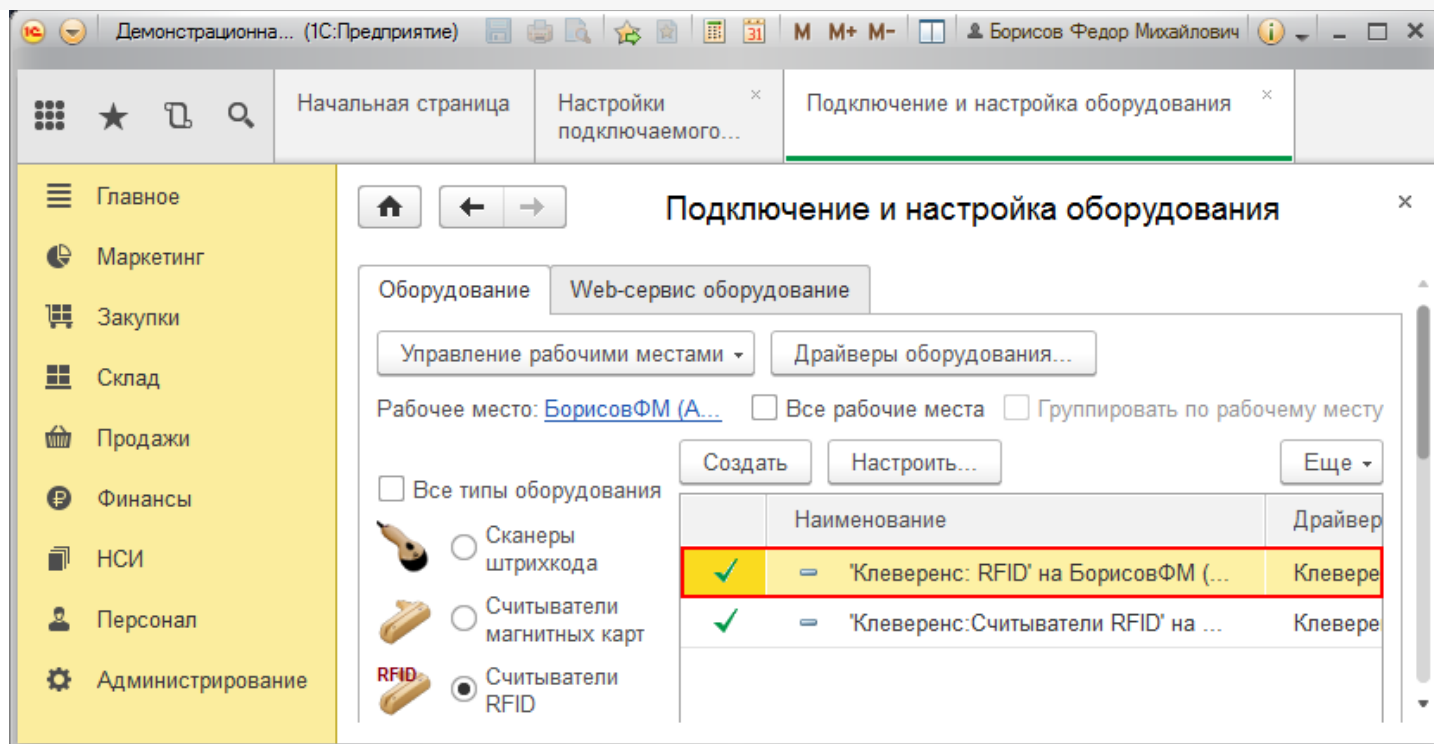 1С Демонстрационна... (1С:Предприятие) 31 M M+ M- Борисов Федор Михайлович i
Начальная страница
Настройки
подключаемого...
Подключение и настройка оборудования
Главное
Маркетинг
Закупки
Склад
Продажи
Финансы
НСИ
Персонал
Администрирование
Подключение и настройка оборудования
Оборудование Web-сервис оборудование
Управление рабочими местами Драйверы оборудования...
Рабочее место: БорисовФМ (А... Все рабочие места Группировать по рабочему месту
Создать Настроить... Еще
Все типы оборудования
Сканеры
штрихкода
Считыватели
магнитных карт
RFID
Считыватели
RFID
Наименование Драйвер
'Клеверенс: RFID' на БорисовФМ (... Клевере
'Клеверенс:Считыватели RFID' на ... Клевере